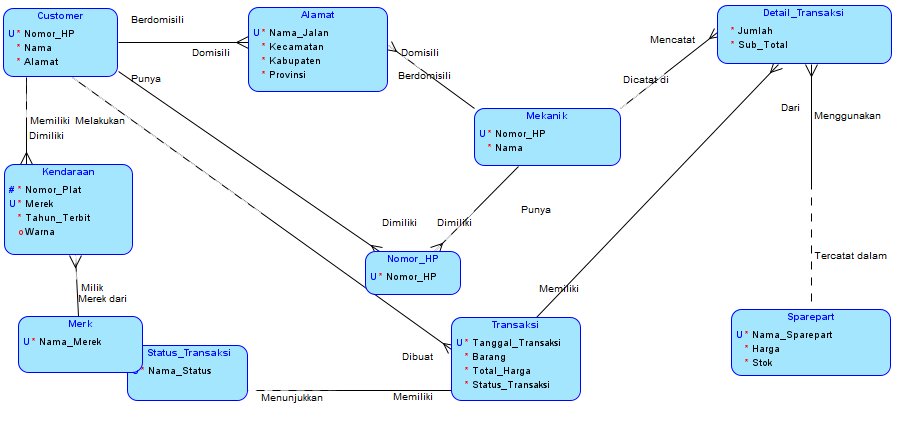 Customer
U * Nomor_HP
* Nama
* Alamat
Berdomisili
Domisili
Alamat
U * Nama_Jalan
* Kecamatan
* Kabupaten
* Provinsi
Domisili
Berdomisili
Mencatat
Dicatat di
Detail_Transaksi
* Jumlah
* Sub_Total
Punya
Memiliki
Melakukan
Dimiliki
Mekanik
U * Nomor_HP
* Nama
Dari
Menggunakan
Kendaraan
# * Nomor_Plat
U * Merek
* Tahun_Terbit
o Warna
Dimiliki
Dimiliki
Punya
Nomor_HP
U * Nomor_HP
Tercatat dalam
Milik
Merek dari
Memiliki
Merk
U * Nama_Merek
Status_Transaksi
* Nama_Status
Dibuat
Transaksi
U * Tanggal_Transaksi
* Barang
* Total_Harga
* Status_Transaksi
Sparepart
U * Nama_Sparepart
* Harga
* Stok
Menunjukkan
Memiliki